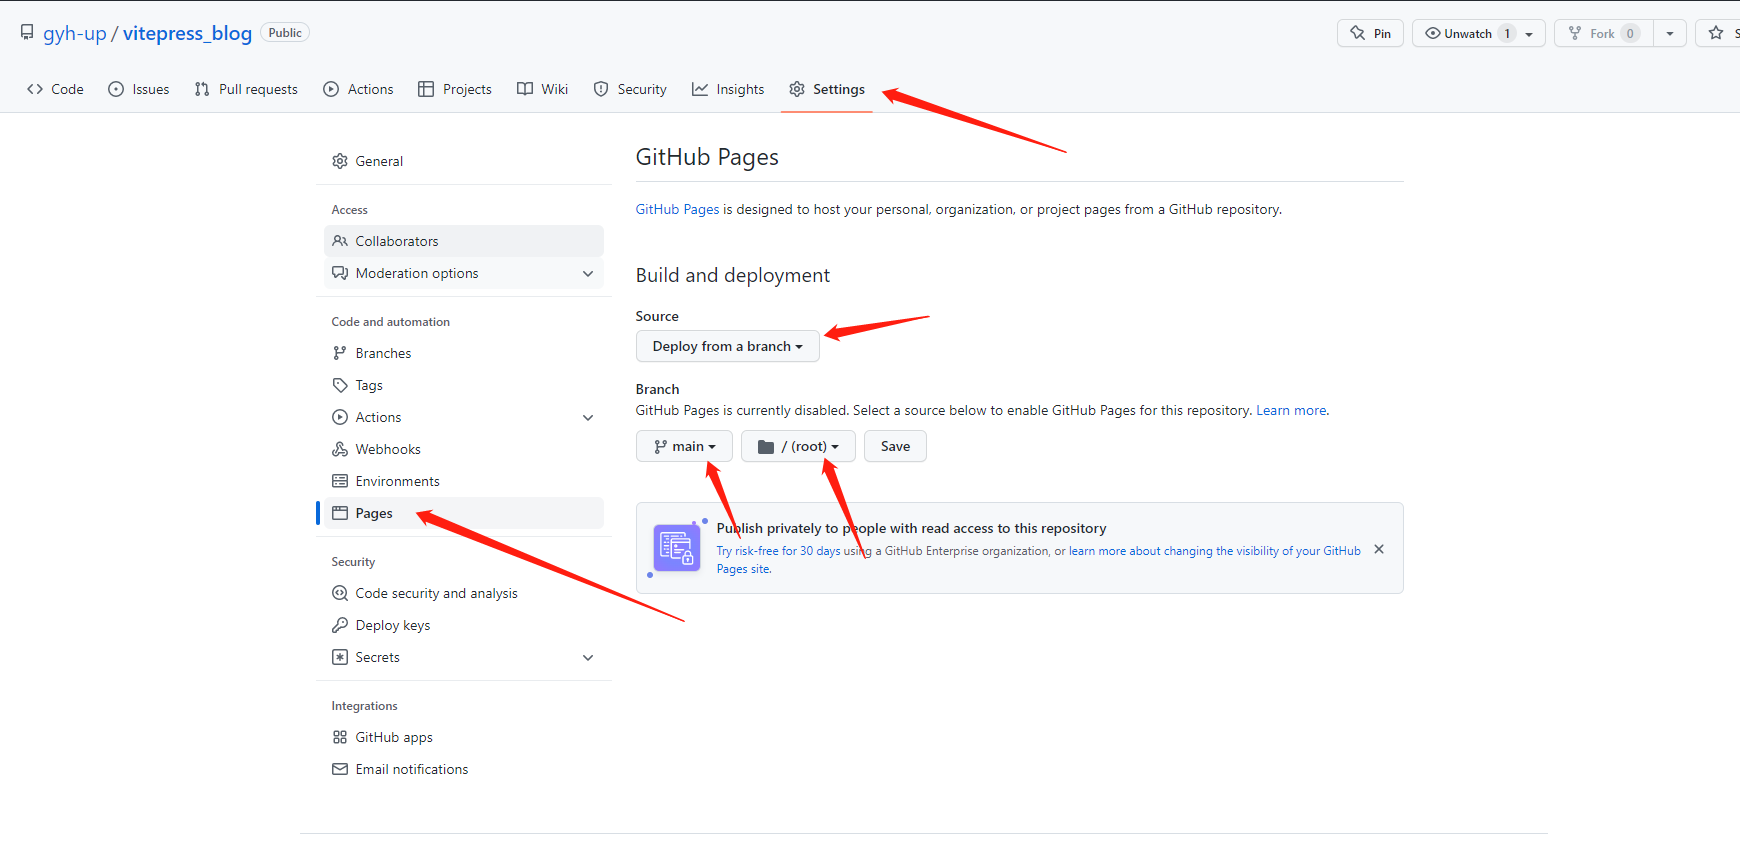 gyh-up / vitepress_blog Public
Pin
Unwatch 1
Fork 0
Code
Issues
Pull requests
Actions
Projects
Wiki
Security
Insights
Settings
General
Access
Collaborators
Moderation options
Code and automation
Branches
Tags
Actions
Webhooks
Environments
Pages
Security
Code security and analysis
Deploy keys
Secrets
Integrations
GitHub apps
Email notifications
GitHub Pages
GitHub Pages is designed to host your personal, organization, or project pages from a GitHub repository.
Build and deployment
Source
Deploy from a branch
Branch
GitHub Pages is currently disabled. Select a source below to enable GitHub Pages for this repository. Learn more.
main
/ (root)
Save
Publish privately to people with read access to this repository
Try risk-free for 30 days using a GitHub Enterprise organization, or learn more about changing the visibility of your GitHub
Pages site.